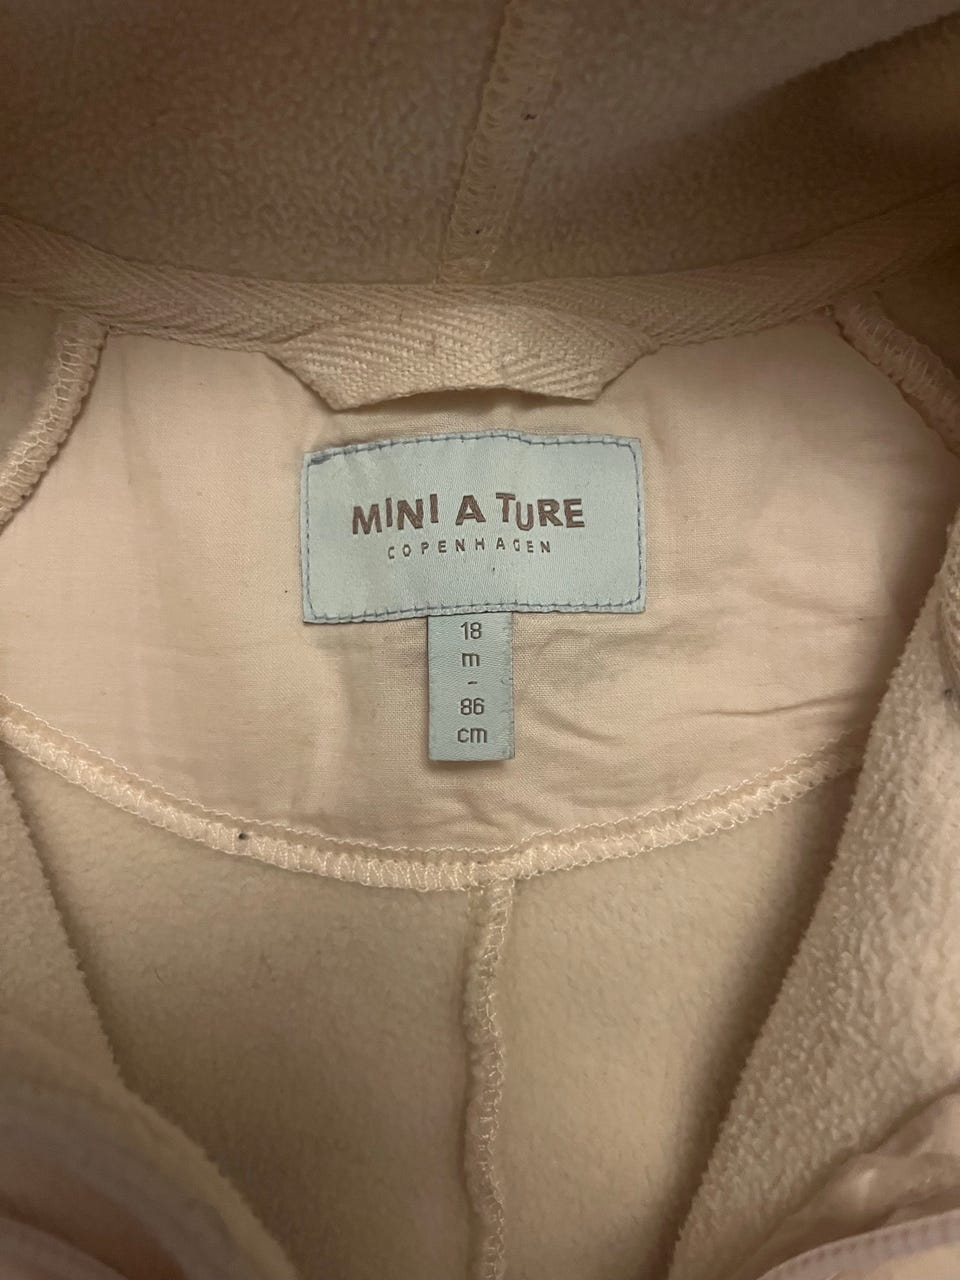 MINI A TURE
COPENHAGEN
18
m
-
86
cm